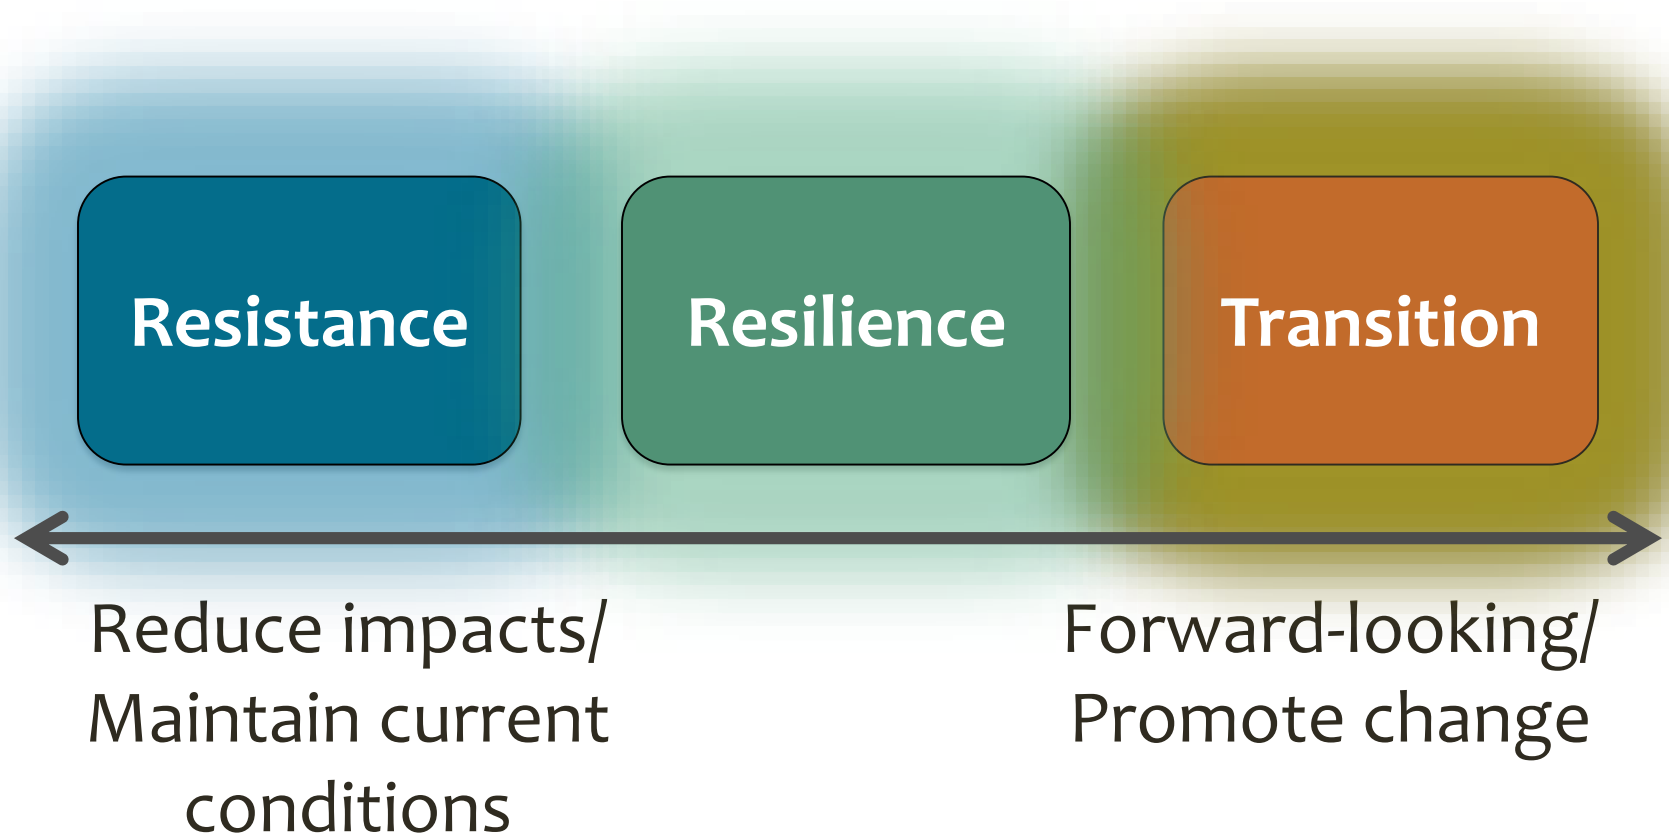 Resistance
Resilience
Transition
Reduce impacts/
Maintain current
conditions
Forward-looking/
Promote change